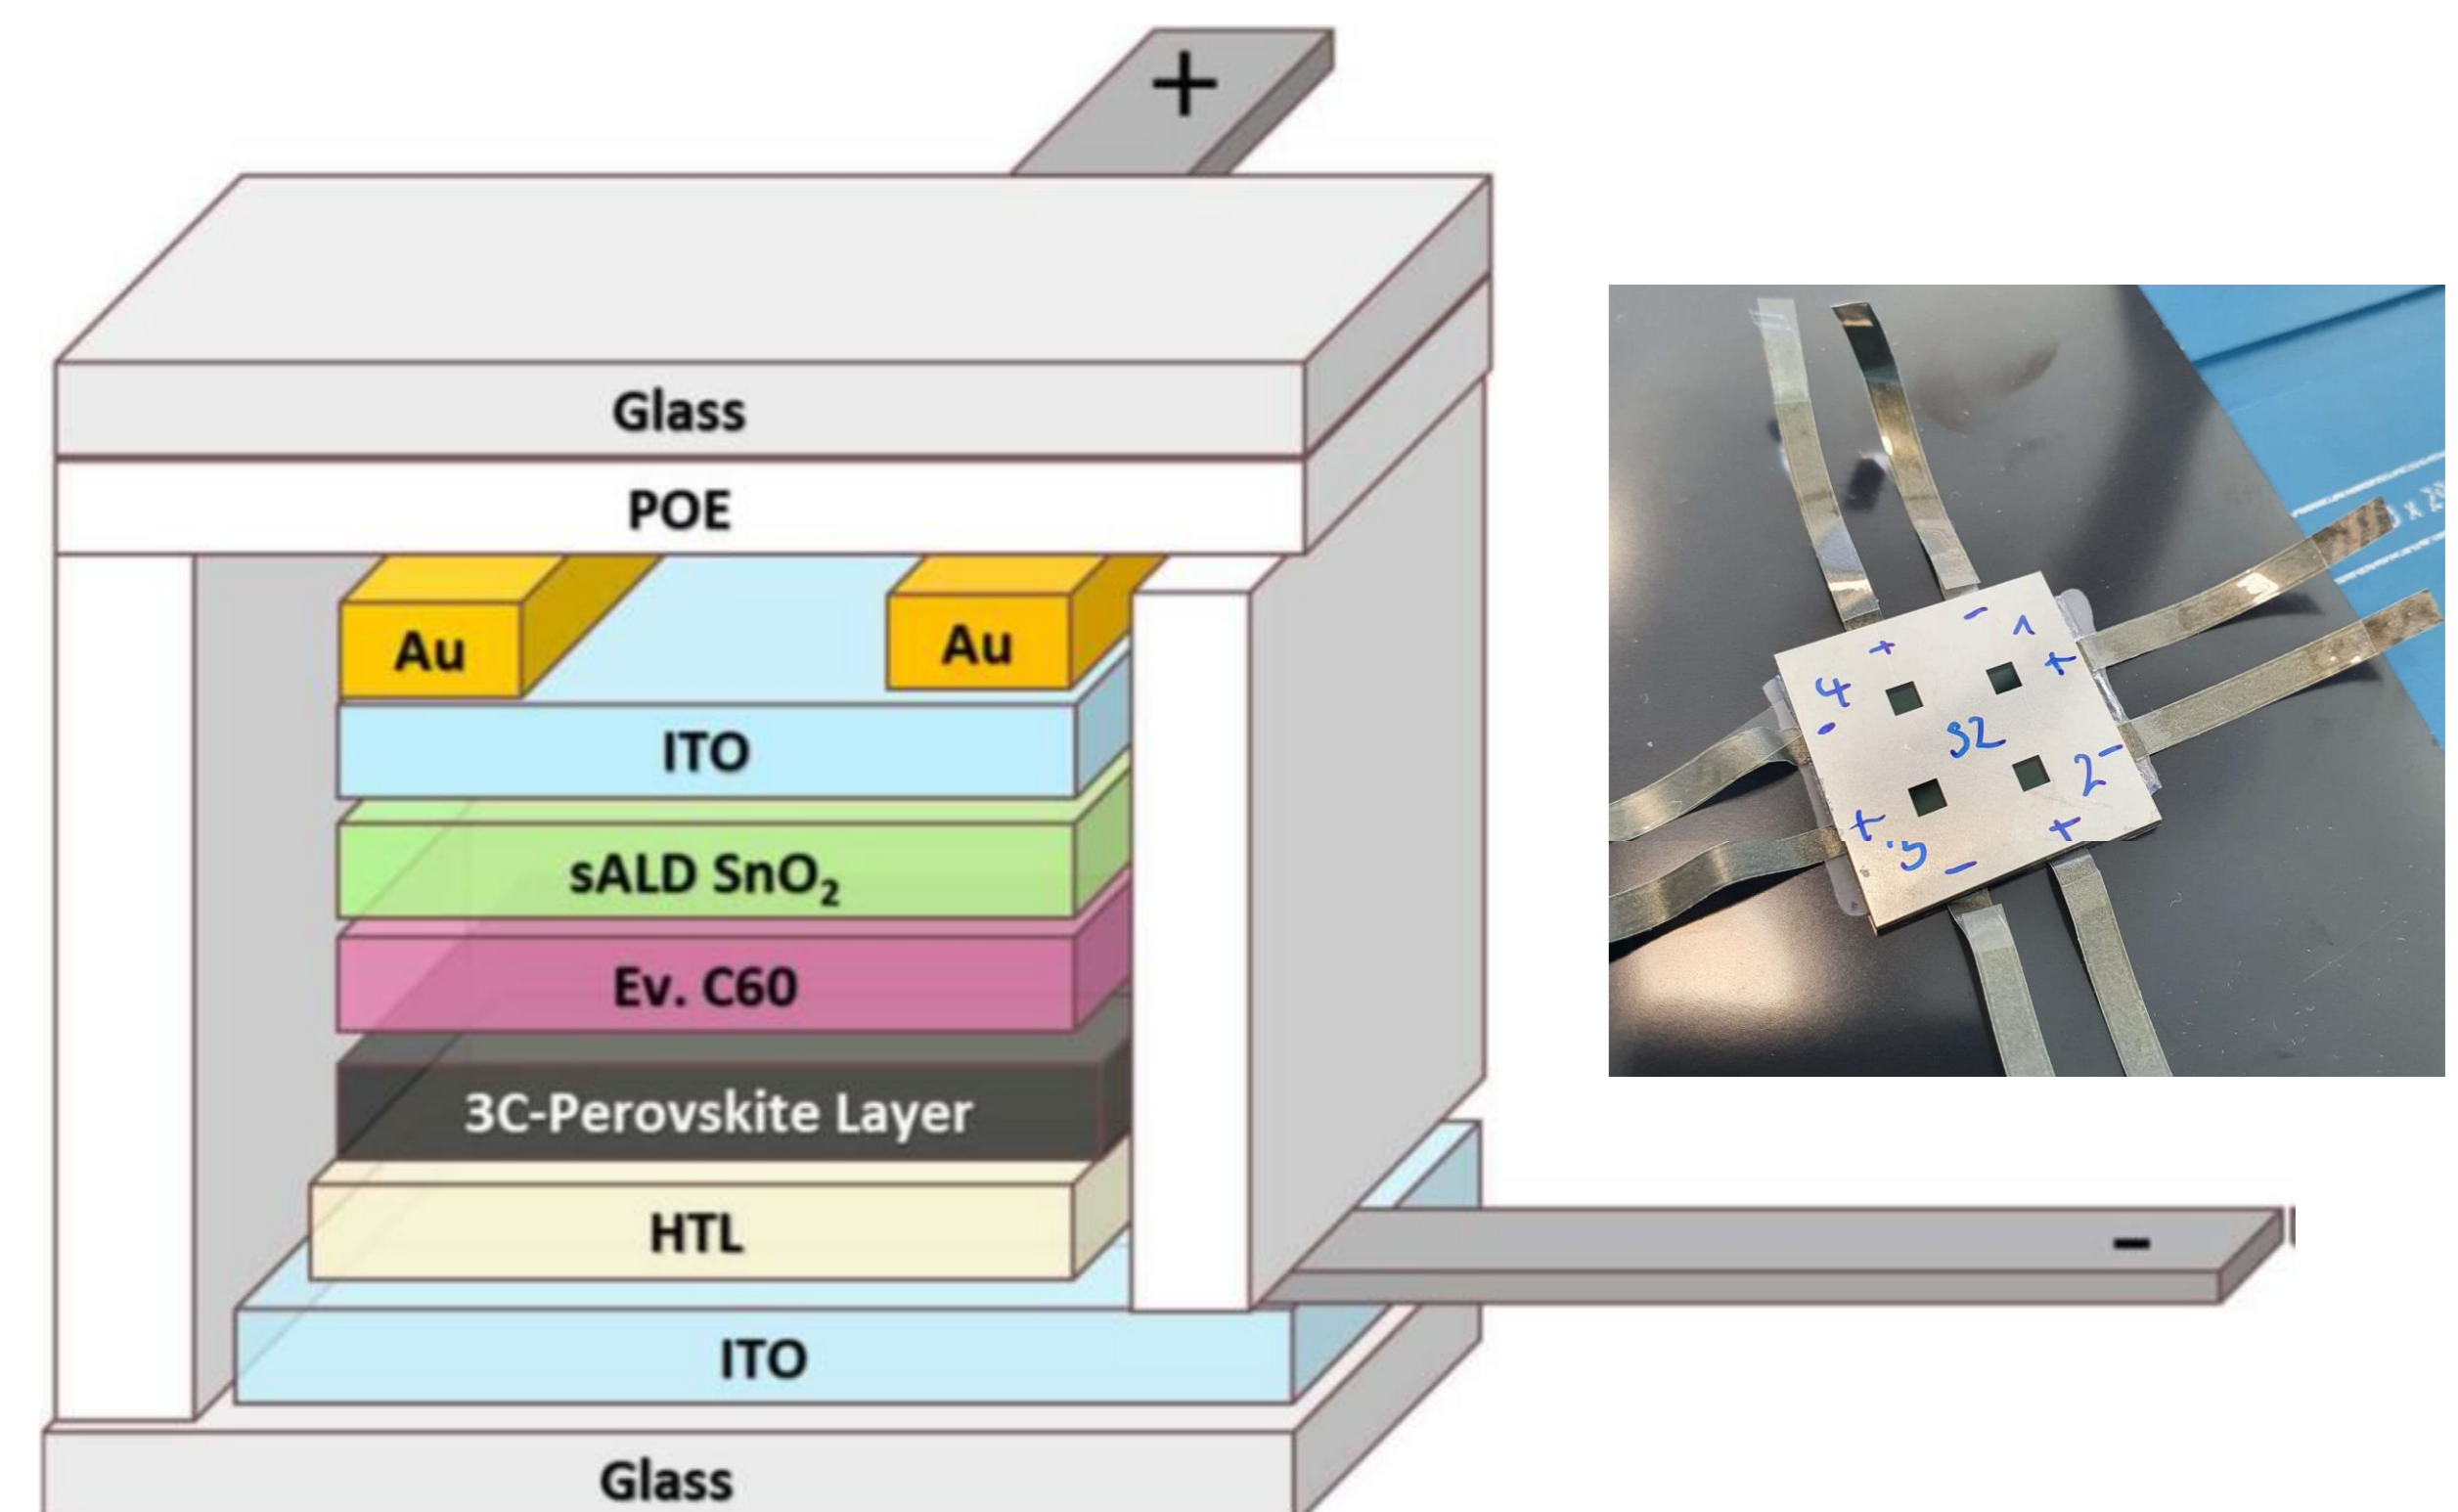 +
Glass
POE
Au
Au
ITO
sALD SnO₂
Ev. C60
3C-Perovskite Layer
HTL
-
ITO
Glass
+
-
1
4
+
-
S2
2
-
+
3
+
-